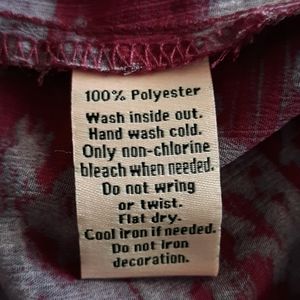 100% Polyester
Wash inside out.
Hand wash cold.
Only non-chlorine
bleach when needed.
Do not wring
or twist.
Flat dry.
Cool iron if needed.
Do not iron
decoration.